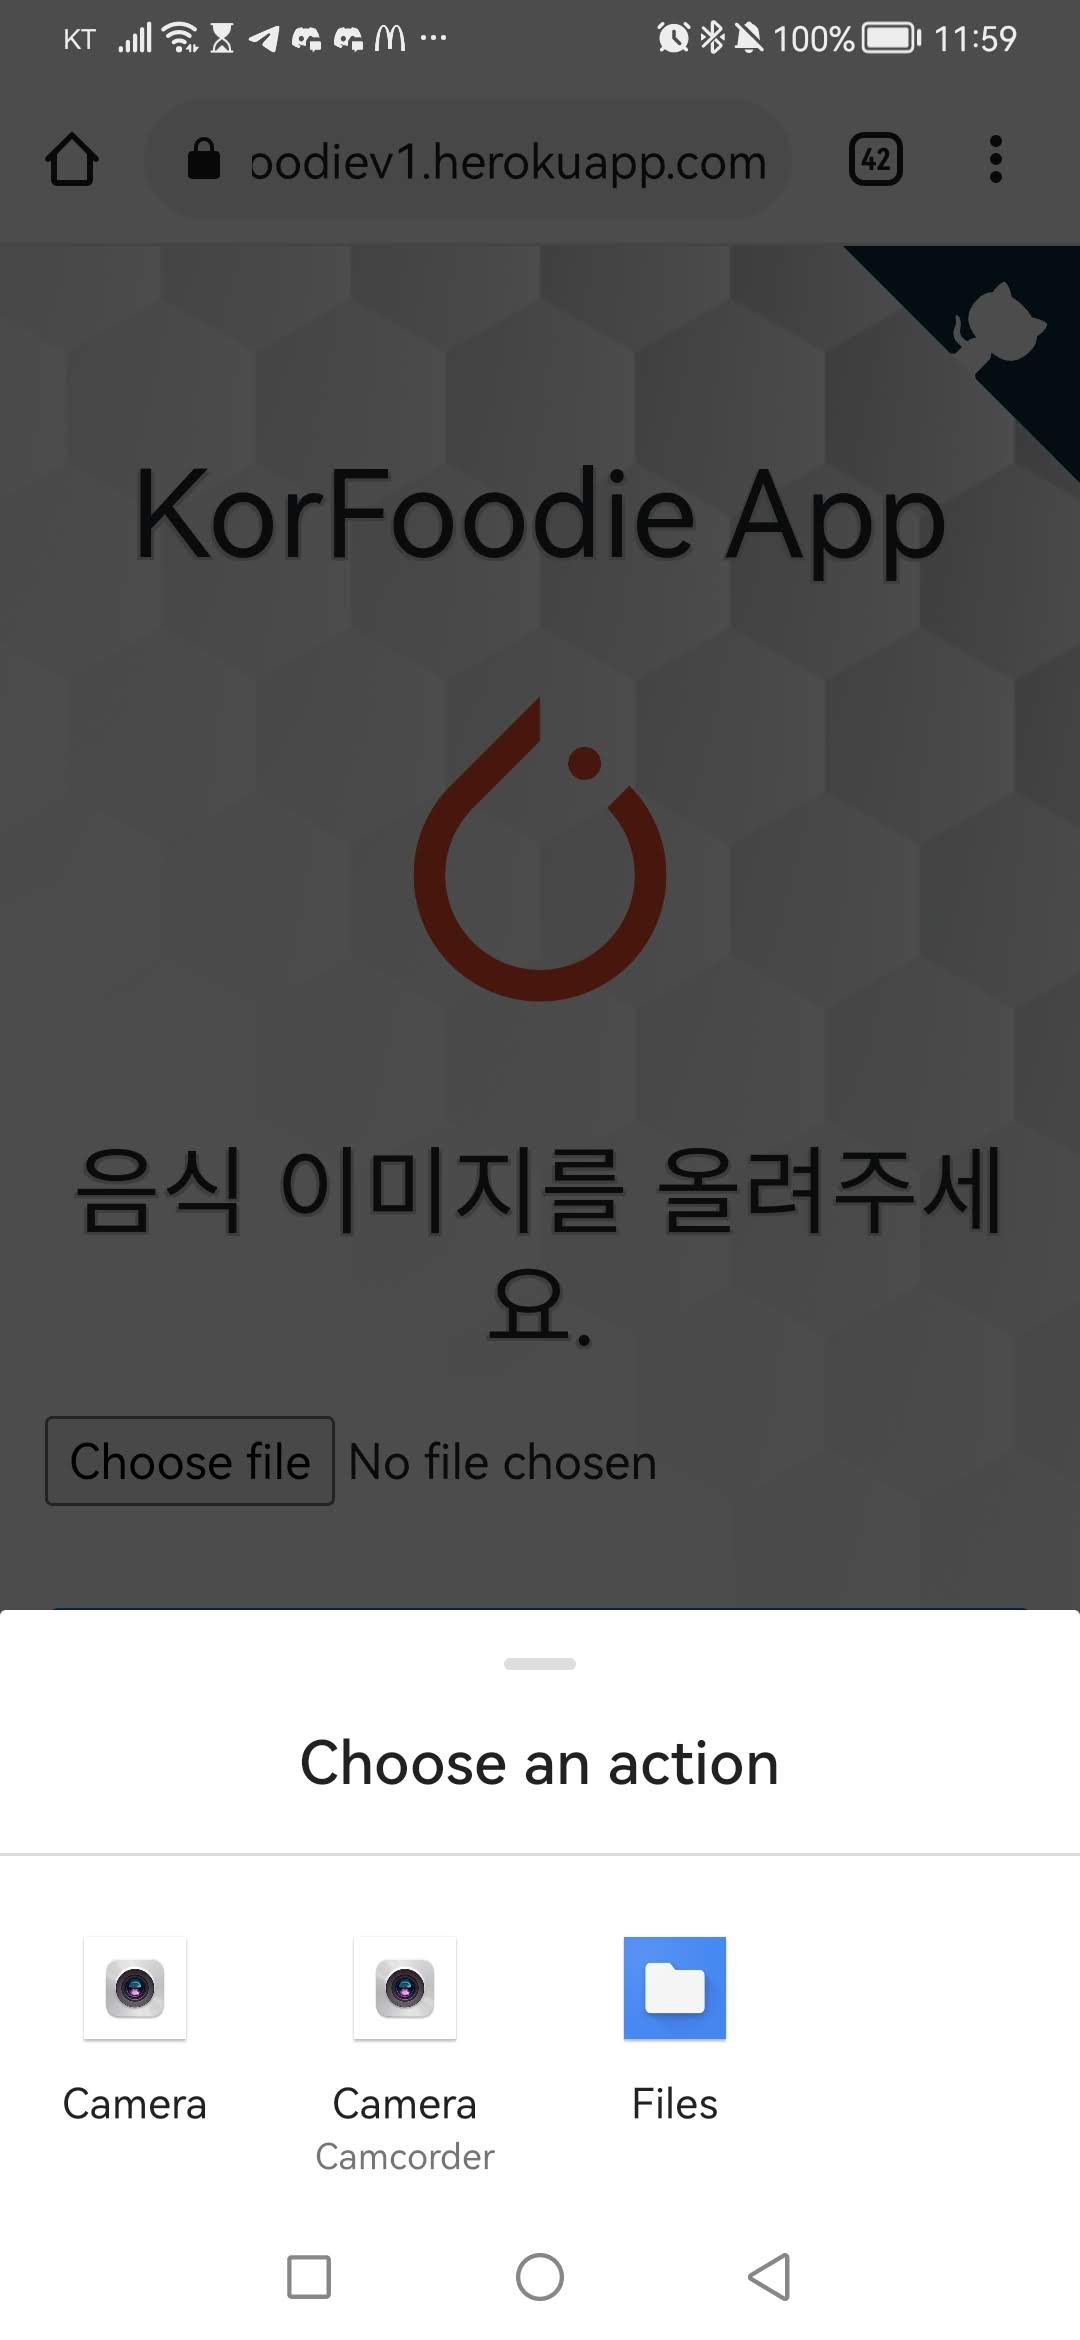 KT 100% 11:59
oodiev1.herokuapp.com 42
KorFoodie App
음식 이미지를 올려주세
요.
Choose file No file chosen
Choose an action
Camera Camera Files
Camcorder